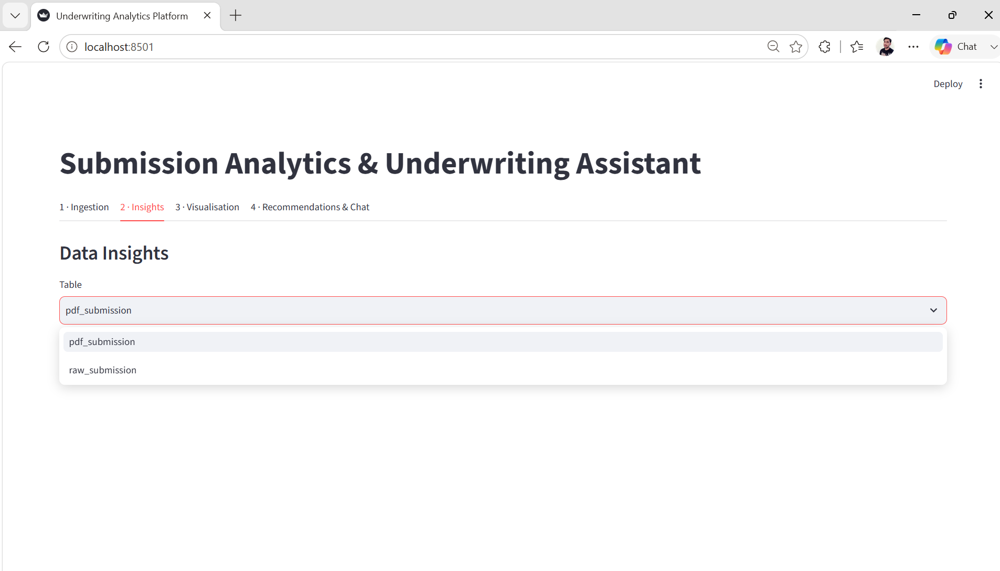 Underwriting Analytics Platform
localhost:8501
Chat
Deploy
Submission Analytics & Underwriting Assistant
1 · Ingestion 2 · Insights 3 · Visualisation 4 · Recommendations & Chat
Data Insights
Table
pdf_submission
pdf_submission
raw_submission